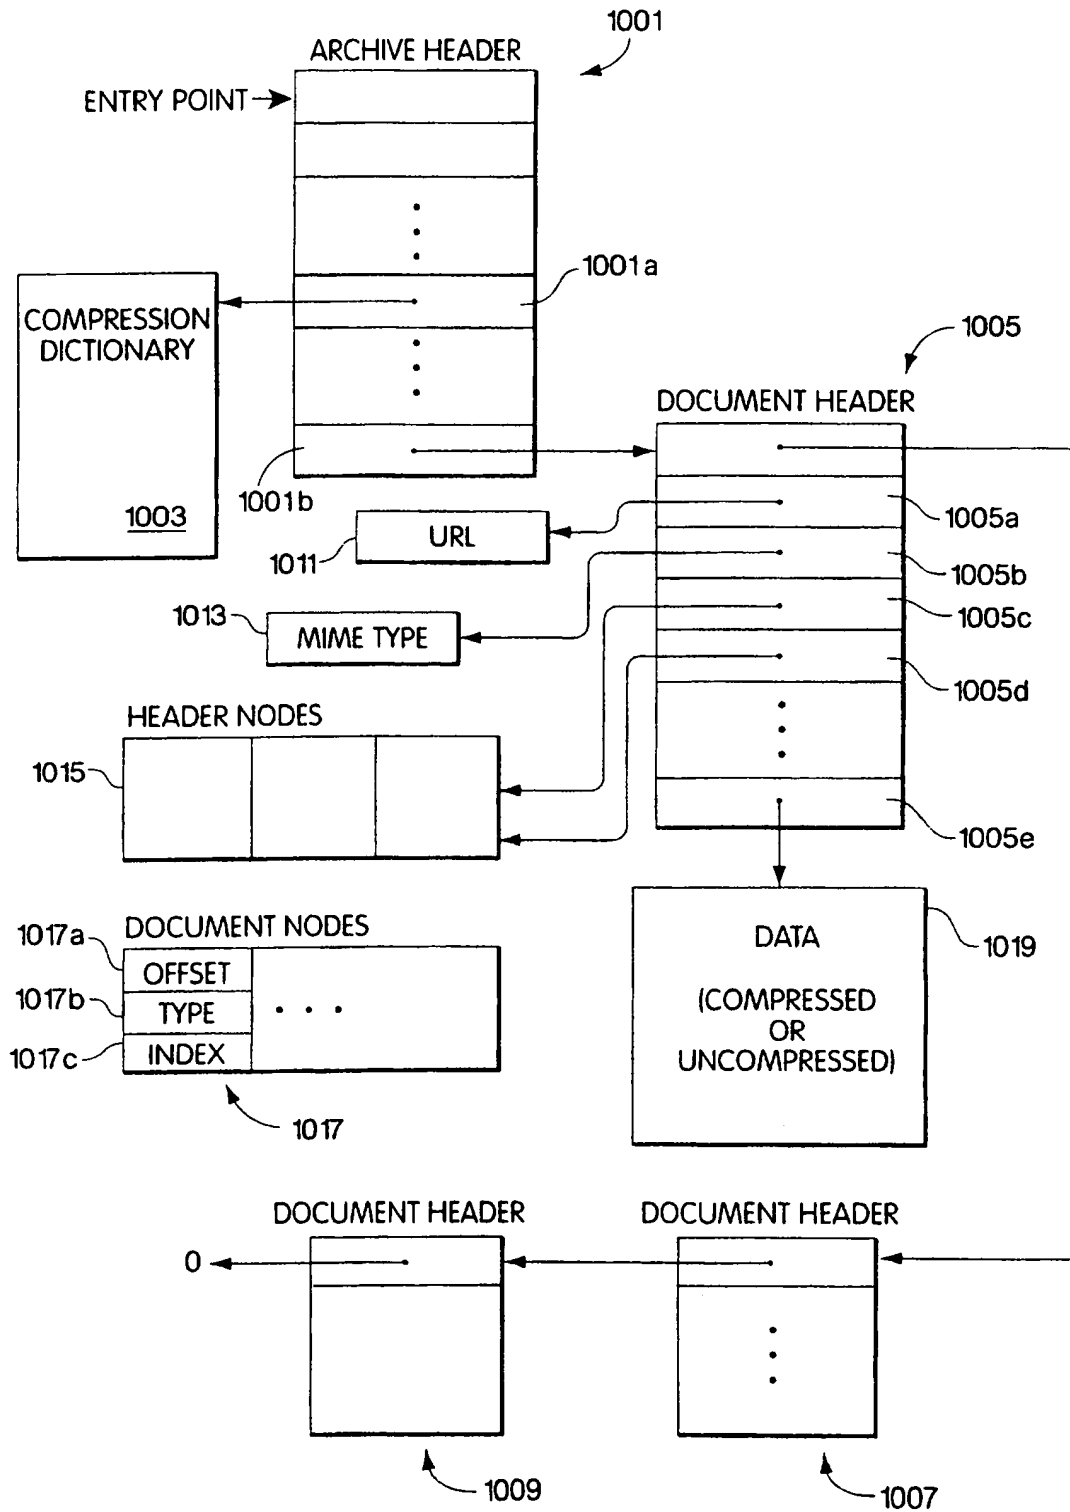 1001
ARCHIVE HEADER
ENTRY POINT
1001a
COMPRESSION
DICTIONARY
1003
1005
DOCUMENT HEADER
1001b
1005a
URL
1011
1005b
1013
MIME TYPE
1005c
1005d
HEADER NODES
1015
1005e
DOCUMENT NODES
1017a
OFFSET
1017b
TYPE
1017c
INDEX
1017
DATA
(COMPRESSED
OR
UNCOMPRESSED)
1019
DOCUMENT HEADER
DOCUMENT HEADER
0
1009
1007